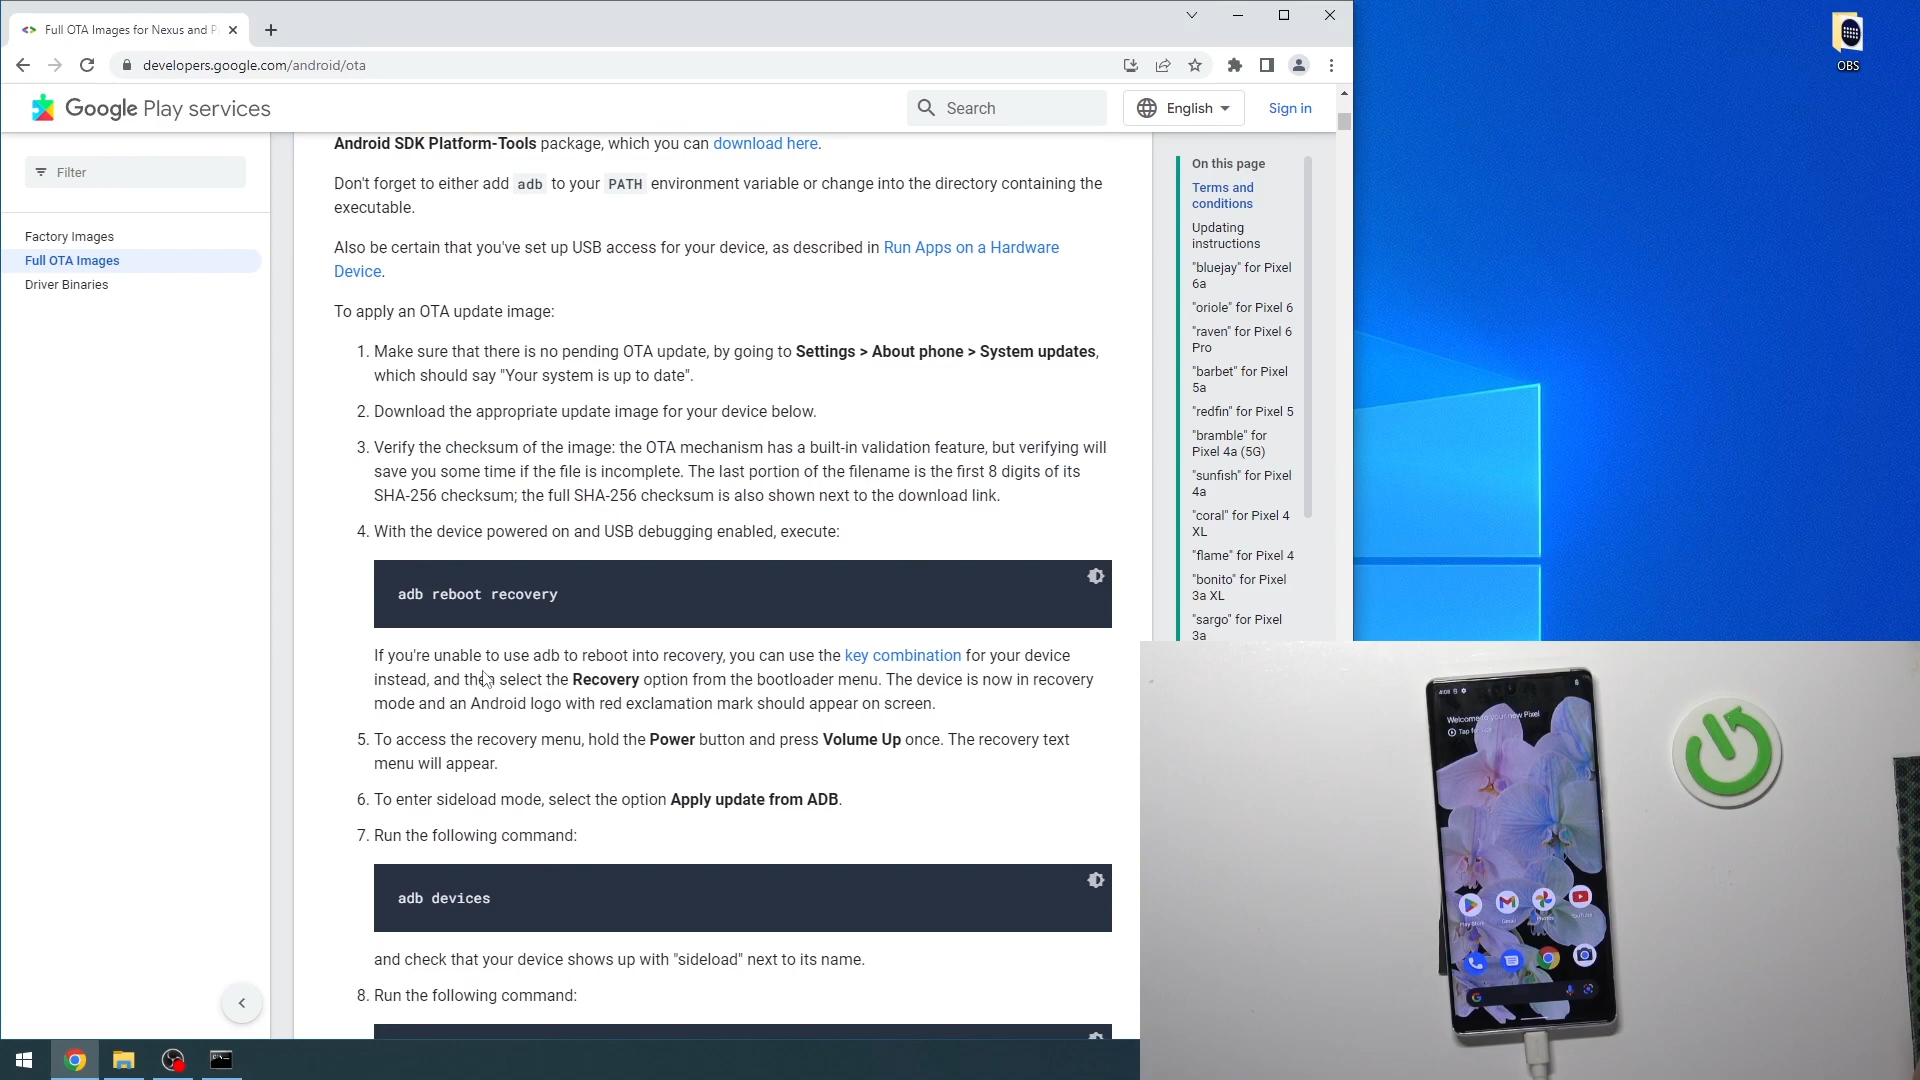 Full OTA Images for Nexus and P
developers.google.com/android/ota
OBS
Google Play services
Search
English
Sign in
Filter
Factory Images
Full OTA Images
Driver Binaries
Android SDK Platform-Tools package, which you can download here.
Don't forget to either add adb to your PATH environment variable or change into the directory containing the
executable.
Also be certain that you've set up USB access for your device, as described in Run Apps on a Hardware
Device.
To apply an OTA update image:
1. Make sure that there is no pending OTA update, by going to Settings > About phone > System updates,
which should say "Your system is up to date".
2. Download the appropriate update image for your device below.
3. Verify the checksum of the image: the OTA mechanism has a built-in validation feature, but verifying will
save you some time if the file is incomplete. The last portion of the filename is the first 8 digits of its
SHA-256 checksum; the full SHA-256 checksum is also shown next to the download link.
4. With the device powered on and USB debugging enabled, execute:
adb reboot recovery
If you're unable to use adb to reboot into recovery, you can use the key combination for your device
instead, and then select the Recovery option from the bootloader menu. The device is now in recovery
mode and an Android logo with red exclamation mark should appear on screen.
5. To access the recovery menu, hold the Power button and press Volume Up once. The recovery text
menu will appear.
6. To enter sideload mode, select the option Apply update from ADB.
7. Run the following command:
adb devices
and check that your device shows up with "sideload" next to its name.
8. Run the following command:
On this page
Terms and
conditions
Updating
instructions
"bluejay" for Pixel
6a
"oriole" for Pixel 6
"raven" for Pixel 6
Pro
"barbet" for Pixel
5a
"redfin" for Pixel 5
"bramble" for
Pixel 4a (5G)
"sunfish" for Pixel
4a
"coral" for Pixel 4
XL
"flame" for Pixel 4
"bonito" for Pixel
3a XL
"sargo" for Pixel
3a
4:08
Welcome to your new Pixel
Play Store
Gmail
Photos
YouTube